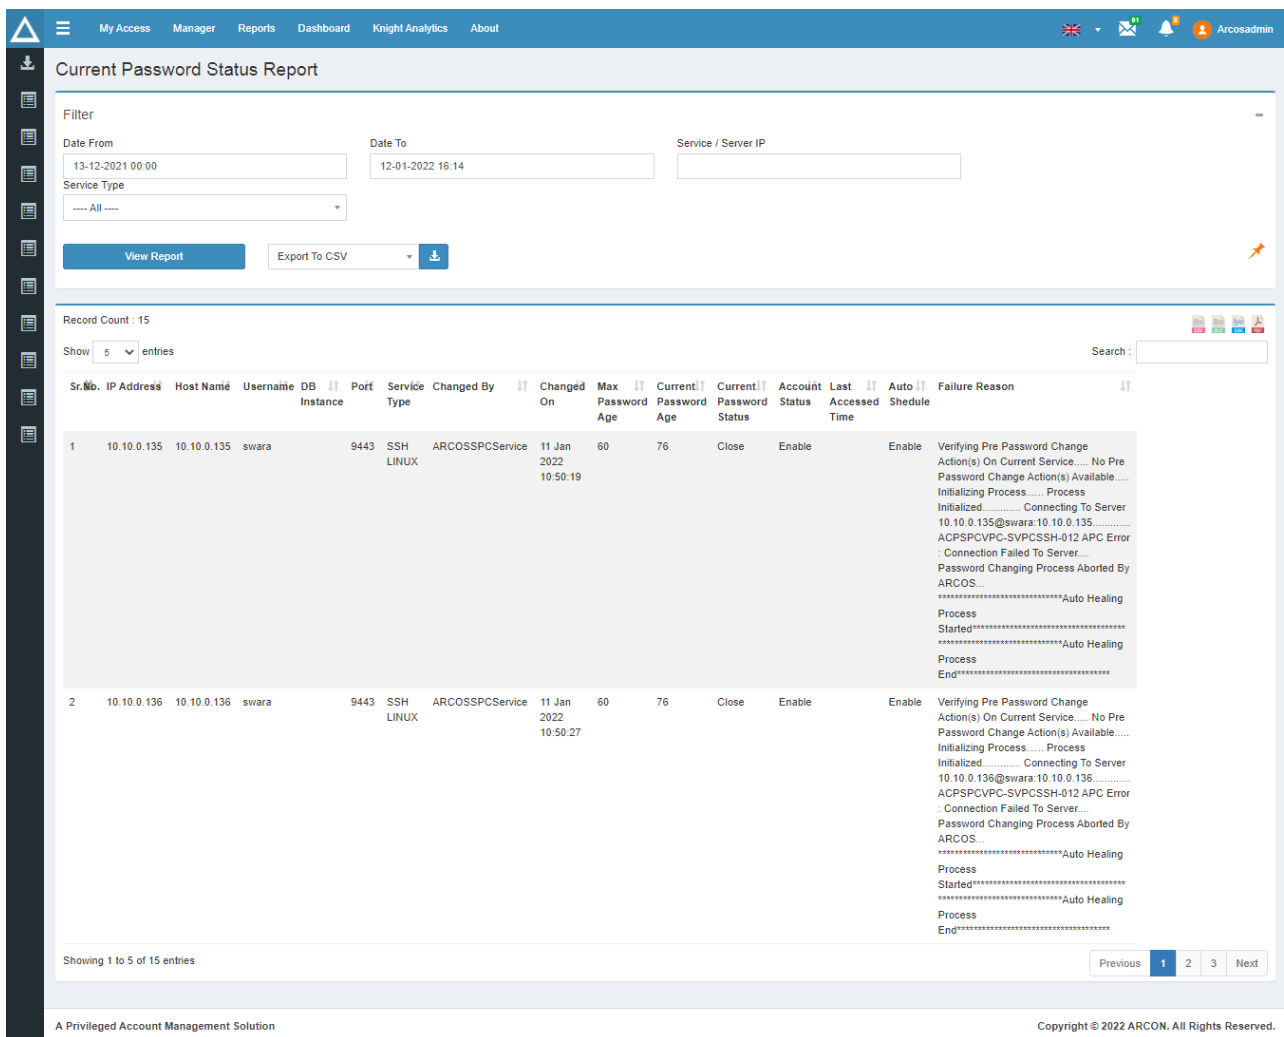 My Access Manager Reports Dashboard Knight Analytics About 91 5 Arcosadmin
Current Password Status Report
Filter
Date From Date To Service / Server IP
13-12-2021 00:00 12-01-2022 16:14
Service Type
---- All ----
View Report Export To CSV
Record Count : 15
Show 5 entries Search :
Sr.No. IP Address Host Name Username DB Instance Port Service Type Changed By Changed On Max Password Age Current Password Age Current Password Status Account Status Last Accessed Time Auto Shedule Failure Reason
1 10.10.0.135 10.10.0.135 swara 9443 SSH LINUX ARCOSSPCService 11 Jan 2022 10:50:19 60 76 Close Enable Enable Verifying Pre Password Change
Action(s) On Current Service..... No Pre
Password Change Action(s) Available.....
Initializing Process...... Process
Initialized............. Connecting To Server
10.10.0.135@swara:10.10.0.135.............
ACPSPCVPC-SVPCSSH-012 APC Error
: Connection Failed To Server....
Password Changing Process Aborted By
ARCOS...
******************************Auto Healing
Process
Started*************************************
******************************Auto Healing
Process
End*************************************
2 10.10.0.136 10.10.0.136 swara 9443 SSH LINUX ARCOSSPCService 11 Jan 2022 10:50:27 60 76 Close Enable Enable Verifying Pre Password Change
Action(s) On Current Service..... No Pre
Password Change Action(s) Available.....
Initializing Process...... Process
Initialized............. Connecting To Server
10.10.0.136@swara:10.10.0.136.............
ACPSPCVPC-SVPCSSH-012 APC Error
: Connection Failed To Server....
Password Changing Process Aborted By
ARCOS...
******************************Auto Healing
Process
Started*************************************
******************************Auto Healing
Process
End*************************************
Showing 1 to 5 of 15 entries Previous 1 2 3 Next
A Privileged Account Management Solution Copyright © 2022 ARCON. All Rights Reserved.